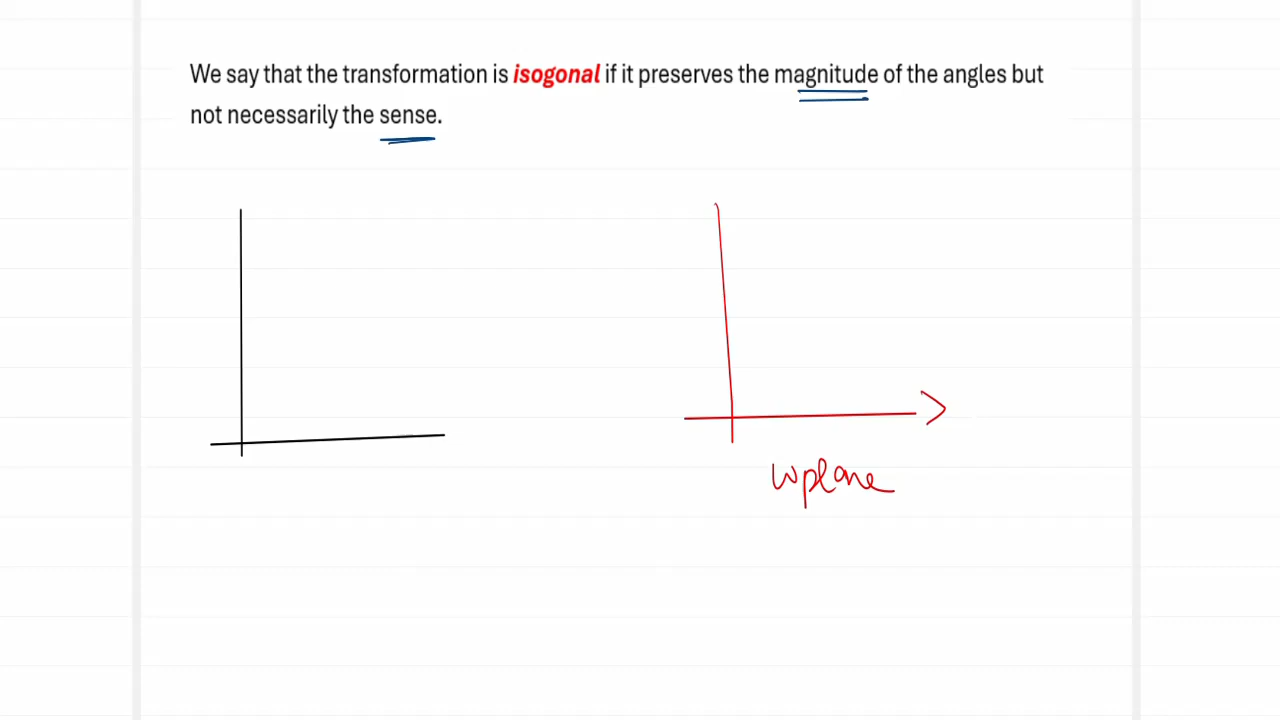 We say that the transformation is isogonal if it preserves the magnitude of the angles but
not necessarily the sense.
w plane